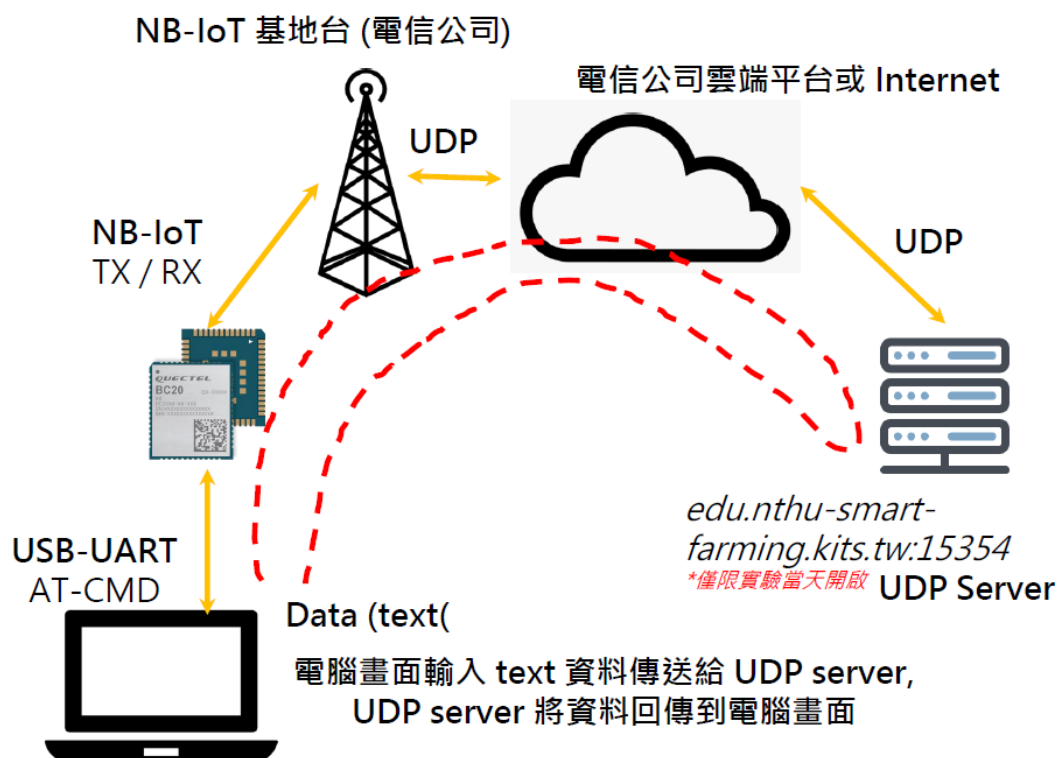 NB-IoT 基地台 (電信公司)
電信公司雲端平台或 Internet
UDP
NB-IoT
TX / RX
UDP
QUECTEL
BC20
edu.nthu-smart-
farming.kits.tw:15354
*僅限實驗當天開啟 UDP Server
USB-UART
AT-CMD
Data (text(
電腦畫面輸入 text 資料傳送給 UDP server,
UDP server 將資料回傳到電腦畫面